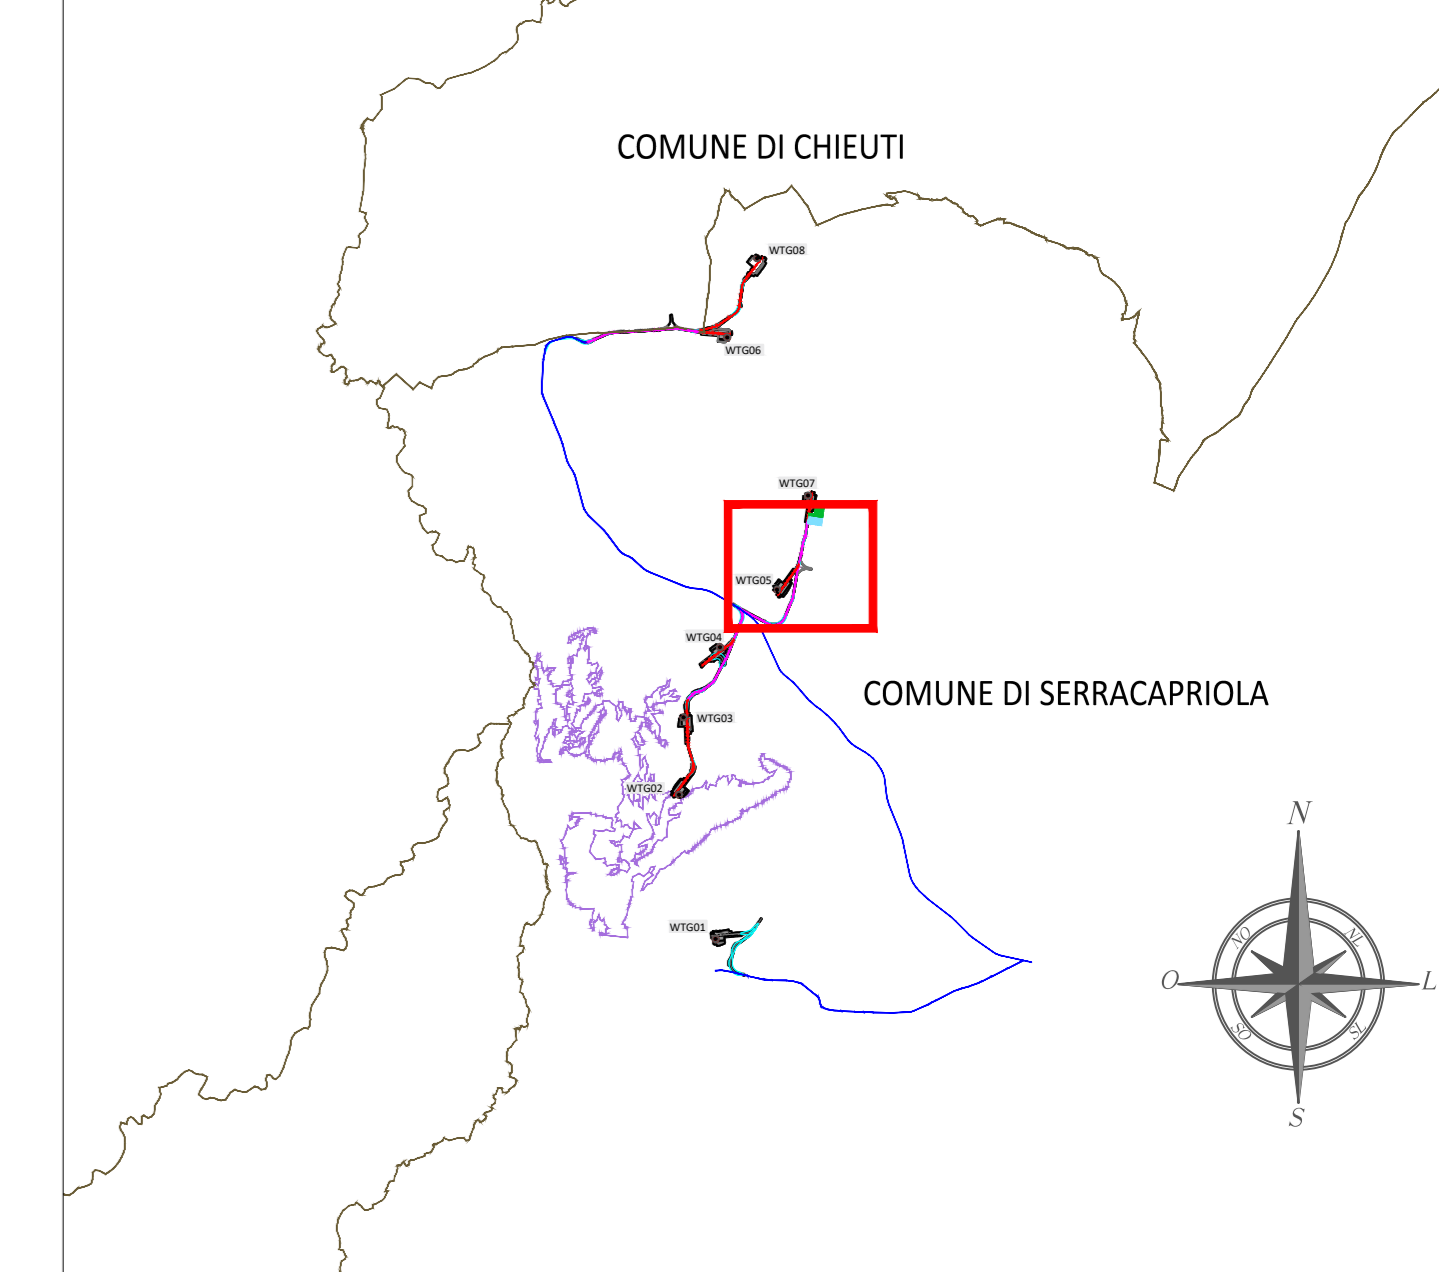 COMUNE DI CHIEUTI
WTG08
WTG06
WTG07
WTG05
WTG04
COMUNE DI SERRACAPRIOLA
WTG03
WTG02
WTG01
N
NO
NL
O
L
SO
SL
S